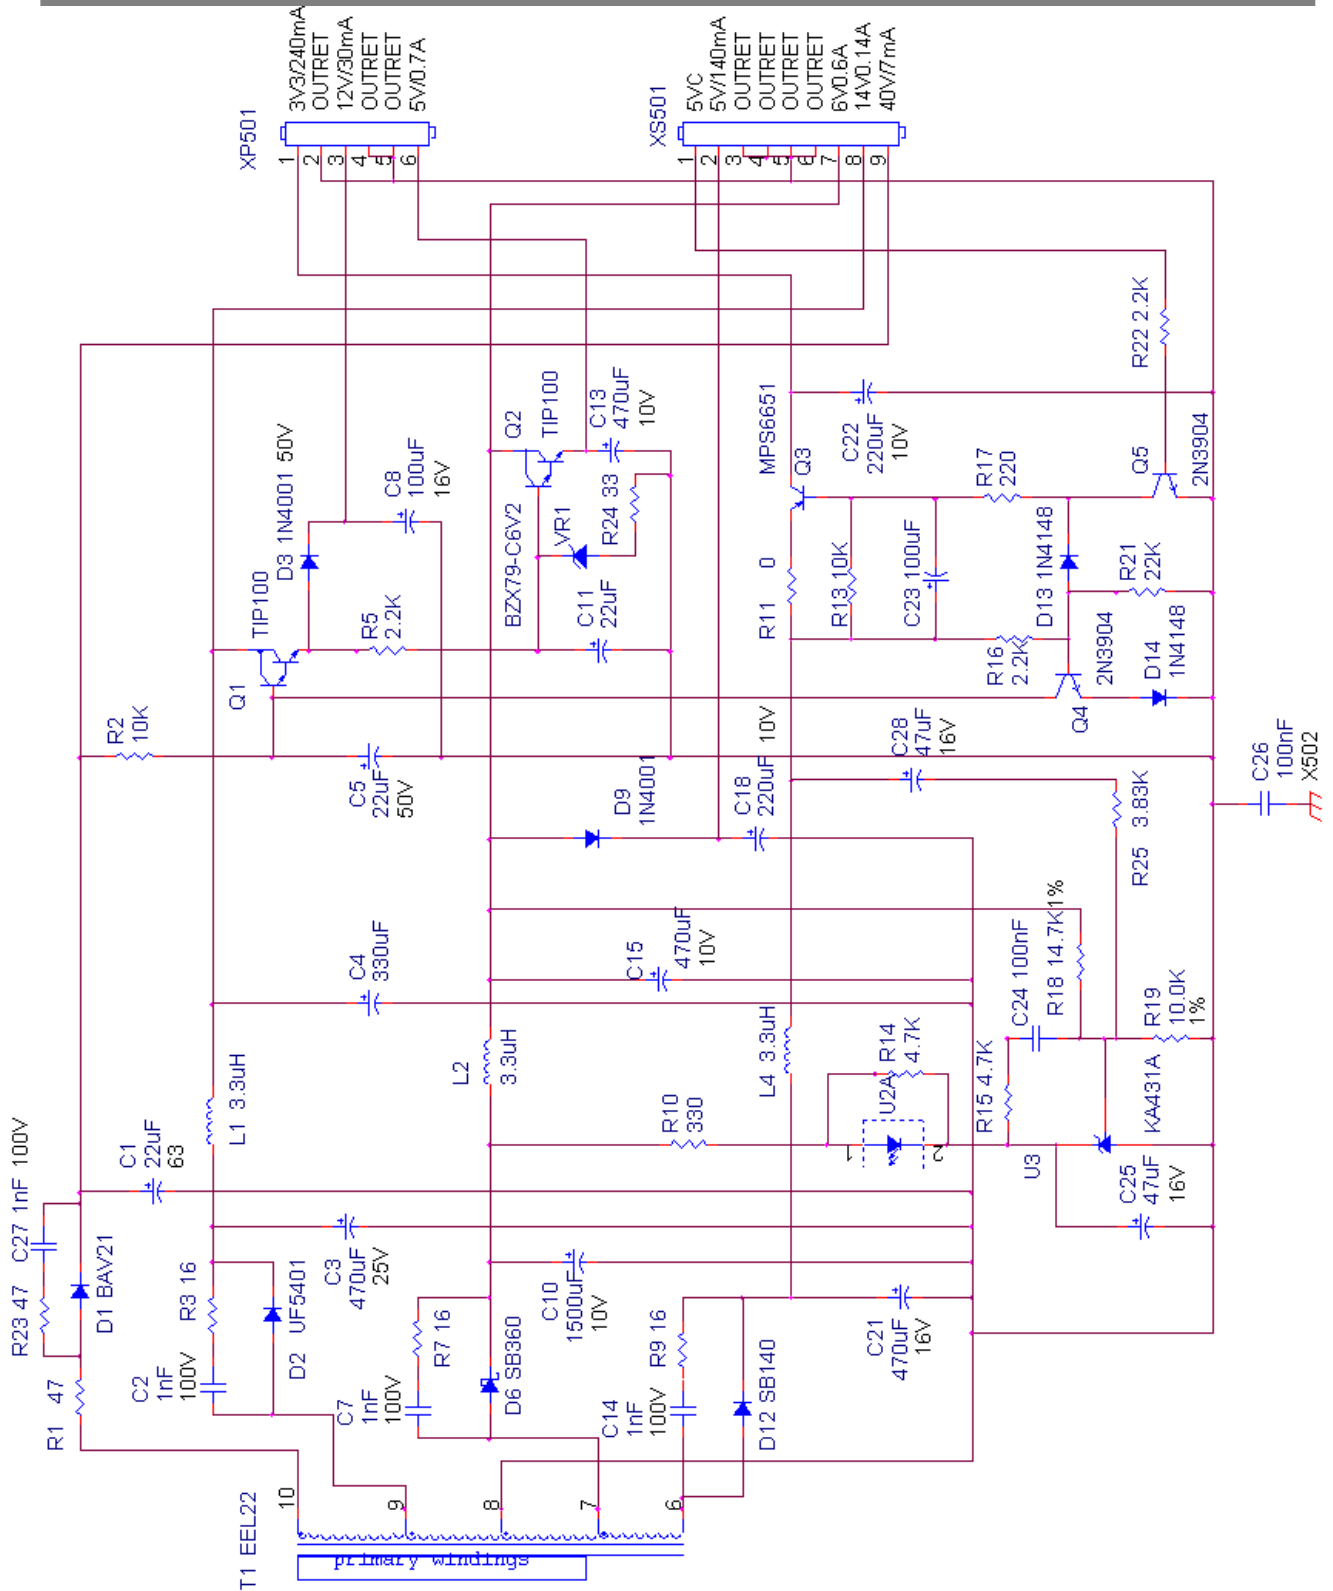 3V3/240mA
OUTRET
12V/30mA
OUTRET
OUTRET
5V/0.7A
XP501
1
2
3
4
5
6
5VC
5V/140mA
OUTRET
OUTRET
OUTRET
OUTRET
6V0.6A
14V0.14A
40V/7mA
XS501
1
2
3
4
5
6
7
8
9
R2
10K
Q1
TIP100
D3 1N4001 50V
C8
100uF
16V
R5
2.2K
C5
22uF
50V
Q2
TIP100
C13
470uF
10V
BZX79-C6V2
VR1
R24 33
C11
22uF
MPS6651
Q3
C22
220uF
10V
R17
220
R22 2.2K
Q5
2N3904
R11 0
R13 10K
C23 100uF
D13 1N4148
R21
22K
R16
2.2K
2N3904
Q4
D14
1N4148
D9
1N4001
C18
220uF 10V
C28
47uF
16V
R25 3.83K
C26
100nF
X502
C4
330uF
C15
470uF
10V
C24 100nF
R18 14.7K1%
R19
10.0K
1%
L1 3.3uH
L2
3.3uH
L4 3.3uH
R10
330
R14
4.7K
U2A
1
2
R15 4.7K
KA431A
U3
C25
47uF
16V
C1
22uF
63
C27 1nF 100V
R23 47
D1 BAV21
R1 47
R3 16
C2
1nF
100V
D2 UF5401
C3
470uF
25V
R7 16
C7
1nF
100V
D6 SB360
C10
1500uF
10V
R9 16
C14
1nF
100V
D12 SB140
C21
470uF
16V
T1 EEL22
10
9
8
7
6
primary windings